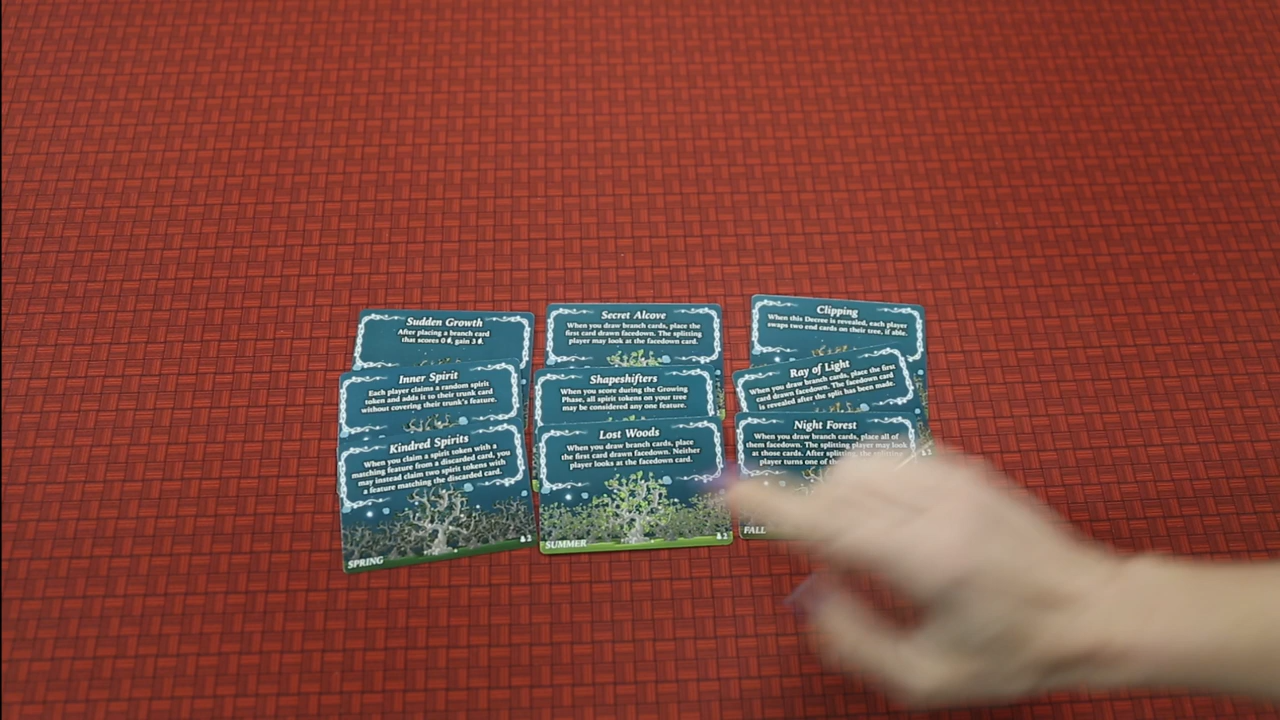 Sudden Growth
After placing a branch card
that scores 0, gain 3.
Inner Spirit
Each player claims a random spirit
token and adds it to their trunk card
without covering their trunk's feature.
Kindred Spirits
When you claim a spirit token with a
matching feature from a discarded card, you
may instead claim two spirit tokens with
a feature matching the discarded card.
SPRING
2
Secret Alcove
When you draw branch cards, place the
first card drawn facedown. The splitting
player may look at the facedown card.
Shapeshifters
When you score during the Growing
Phase, all spirit tokens on your tree
may be considered any one feature.
Lost Woods
When you draw branch cards, place
the first card drawn facedown. Neither
player looks at the facedown card.
SUMMER
2
Clipping
When this Decree is revealed, each player
swaps two end cards on their tree, if able.
Ray of Light
When you draw branch cards, place the first
card drawn facedown. The facedown card
is revealed after the split has been made.
Night Forest
When you draw branch cards, place all of
them facedown. The splitting player may look
at those cards. After splitting, the splitting
player turns one of
FALL